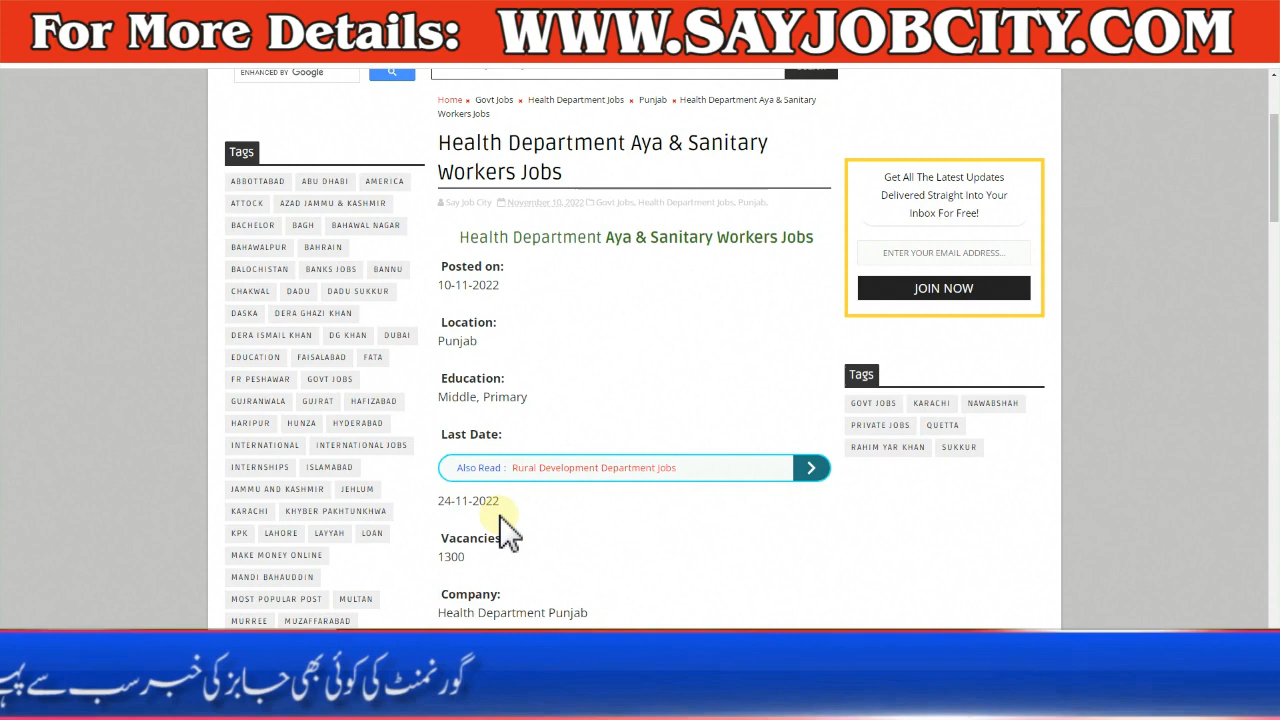 For More Details: WWW.SAYJOBCITY.COM
ENHANCED BY Google
Home × Govt Jobs × Health Department Jobs × Punjab × Health Department Aya & Sanitary
Workers Jobs
Health Department Aya & Sanitary
Workers Jobs
Say Job City November 10, 2022 Govt Jobs, Health Department Jobs, Punjab,
Health Department Aya & Sanitary Workers Jobs
Posted on:
10-11-2022
Location:
Punjab
Education:
Middle, Primary
Last Date:
Also Read : Rural Development Department Jobs
24-11-2022
Vacancies
1300
Company:
Health Department Punjab
Tags
ABBOTTABAD ABU DHABI AMERICA
ATTOCK AZAD JAMMU & KASHMIR
BACHELOR BAGH BAHAWAL NAGAR
BAHAWALPUR BAHRAIN
BALOCHISTAN BANKS JOBS BANNU
CHAKWAL DADU DADU SUKKUR
DASKA DERA GHAZI KHAN
DERA ISMAIL KHAN DG KHAN DUBAI
EDUCATION FAISALABAD FATA
FR PESHAWER GOVT JOBS
GUJRANWALA GUJRAT HAFIZABAD
HARIPUR HUNZA HYDERABAD
INTERNATIONAL INTERNATIONAL JOBS
INTERNSHIPS ISLAMABAD
JAMMU AND KASHMIR JEHLUM
KARACHI KHYBER PAKHTUNKHWA
KPK LAHORE LAYYAH LOAN
MAKE MONEY ONLINE
MANDI BAHAUDDIN
MOST POPULAR POST MULTAN
MURREE MUZAFFARABAD
Get All The Latest Updates
Delivered Straight Into Your
Inbox For Free!
ENTER YOUR EMAIL ADDRESS...
JOIN NOW
Tags
GOVT JOBS KARACHI NAWABSHAH
PRIVATE JOBS QUETTA
RAHIM YAR KHAN SUKKUR
گورنمنٹ کی کوئی بھی جابز کی خبر سب سے